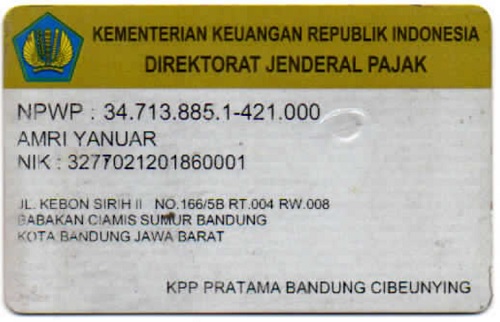 KEMENTERIAN KEUANGAN REPUBLIK INDONESIA
DIREKTORAT JENDERAL PAJAK
NPWP : 34.713.885.1-421.000
AMRI YANUAR
NIK : 3277021201860001
JL. KEBON SIRIH II NO.166/5B RT.004 RW.008
BABAKAN CIAMIS SUMUR BANDUNG
KOTA BANDUNG JAWA BARAT
KPP PRATAMA BANDUNG CIBEUNYING